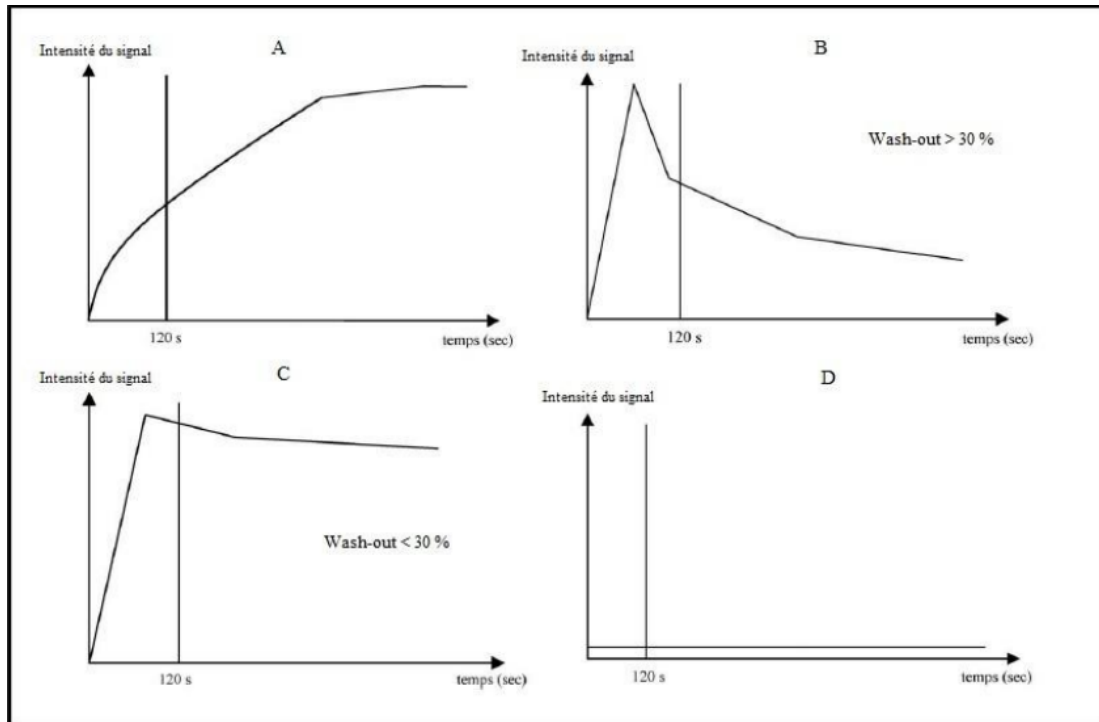 A
Intensité du signal
120 s
temps (sec)
B
Intensité du signal
Wash-out > 30 %
120 s
temps (sec)
C
Intensité du signal
Wash-out < 30 %
120 s
temps (sec)
D
Intensité du signal
120 s
temps (sec)